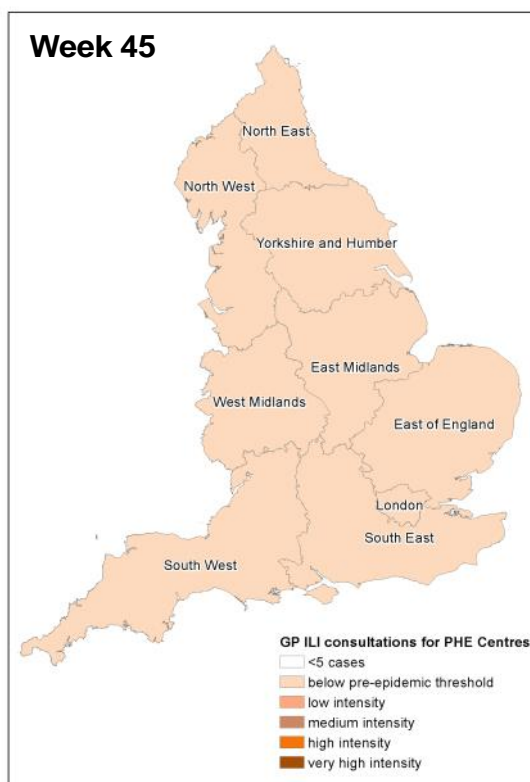 Week 45
North East
North West
Yorkshire and Humber
East Midlands
West Midlands
East of England
London
South East
South West
GP ILI consultations for PHE Centres
<5 cases
below pre-epidemic threshold
low intensity
medium intensity
high intensity
very high intensity